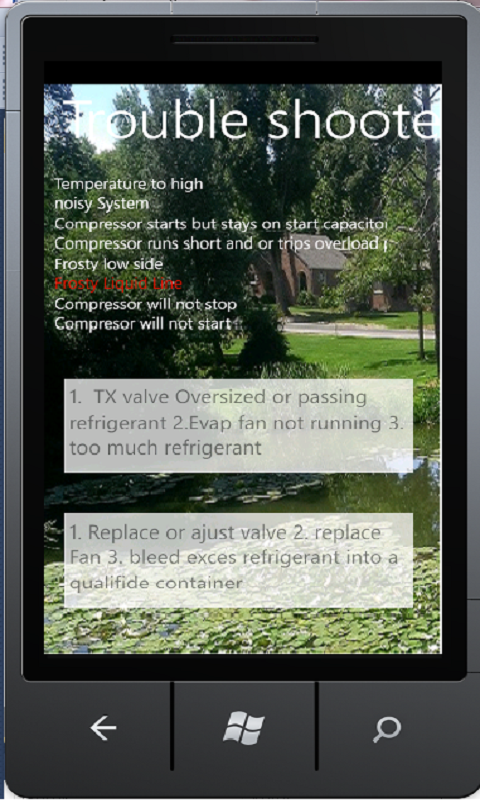 Trouble shoote
Temperature to high
noisy System
Compressor starts but stays on start capacitor
Compressor runs short and or trips overload
Frosty low side
Frosty Liquid Line
Compressor will not stop
Compresor will not start
1. TX valve Oversized or passing
refrigerant 2.Evap fan not running 3.
too much refrigerant
1. Replace or ajust valve 2. replace
Fan 3. bleed exces refrigerant into a
qualifide container